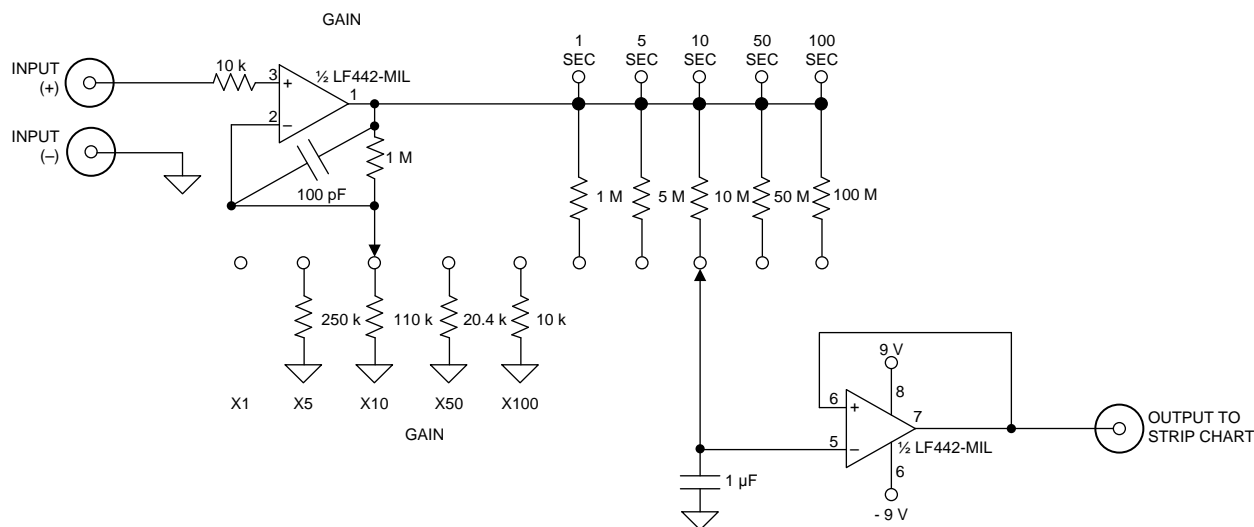 GAIN
1
SEC
5
SEC
10
SEC
50
SEC
100
SEC
INPUT
(+)
10 k
3
+
½ LF442-MIL
1
2
–
INPUT
(–)
1 M
100 pF
1 M
5 M
10 M
50 M
100 M
250 k
110 k
20.4 k
10 k
X1
X5
X10
X50
X100
GAIN
9 V
8
6
+
7
5
–
½ LF442-MIL
6
- 9 V
1 µF
OUTPUT TO
STRIP CHART